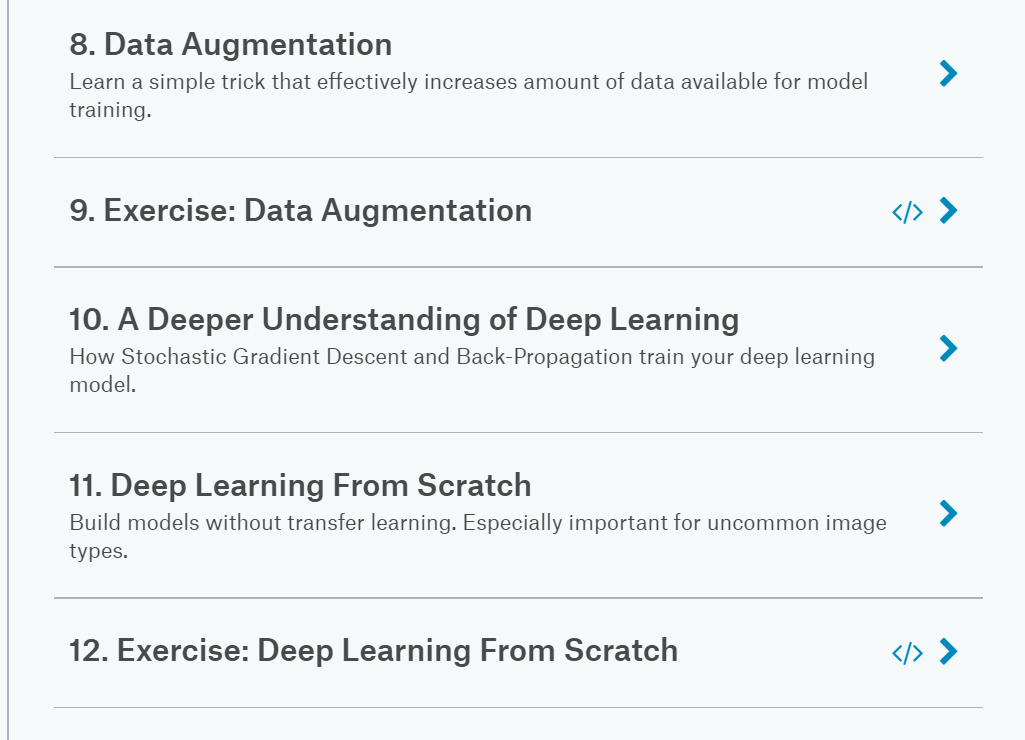 8. Data Augmentation
Learn a simple trick that effectively increases amount of data available for model
training.
9. Exercise: Data Augmentation
</>
10. A Deeper Understanding of Deep Learning
How Stochastic Gradient Descent and Back-Propagation train your deep learning
model.
11. Deep Learning From Scratch
Build models without transfer learning. Especially important for uncommon image
types.
12. Exercise: Deep Learning From Scratch
</>